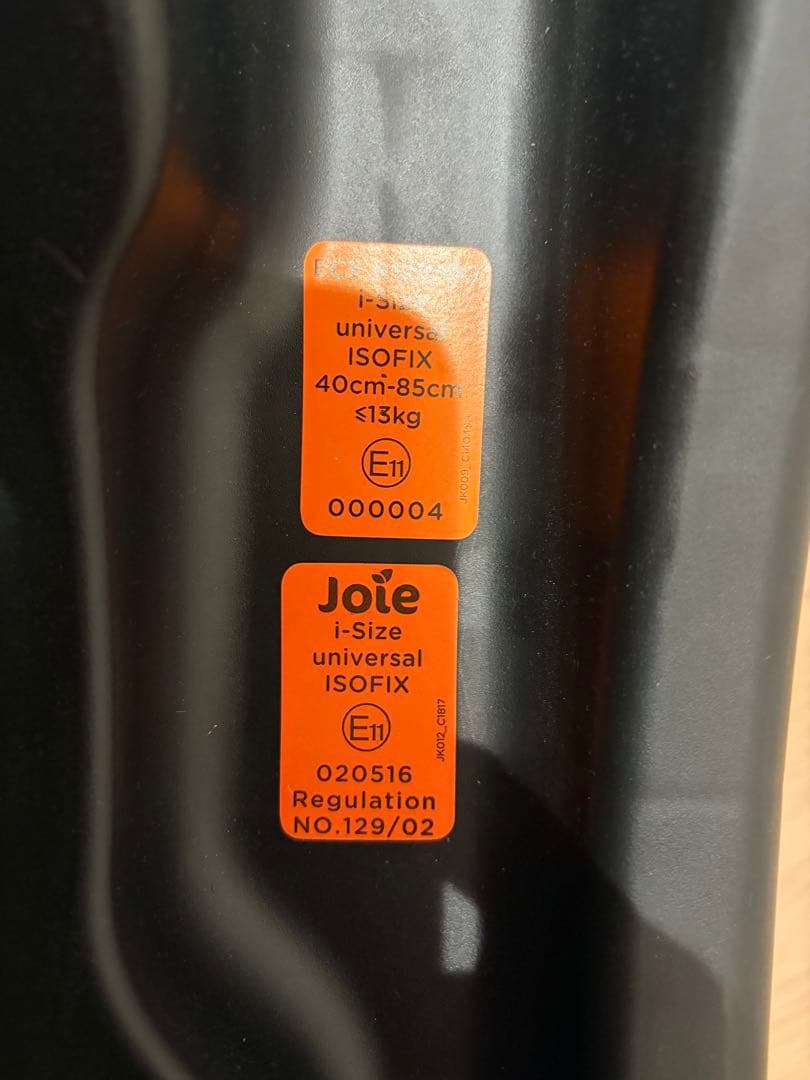 i-Size
universal
ISOFIX
40cm-85cm
≤13kg
E11
000004
Joie
i-Size
universal
ISOFIX
E11
JK012_C1817
020516
Regulation
NO.129/02